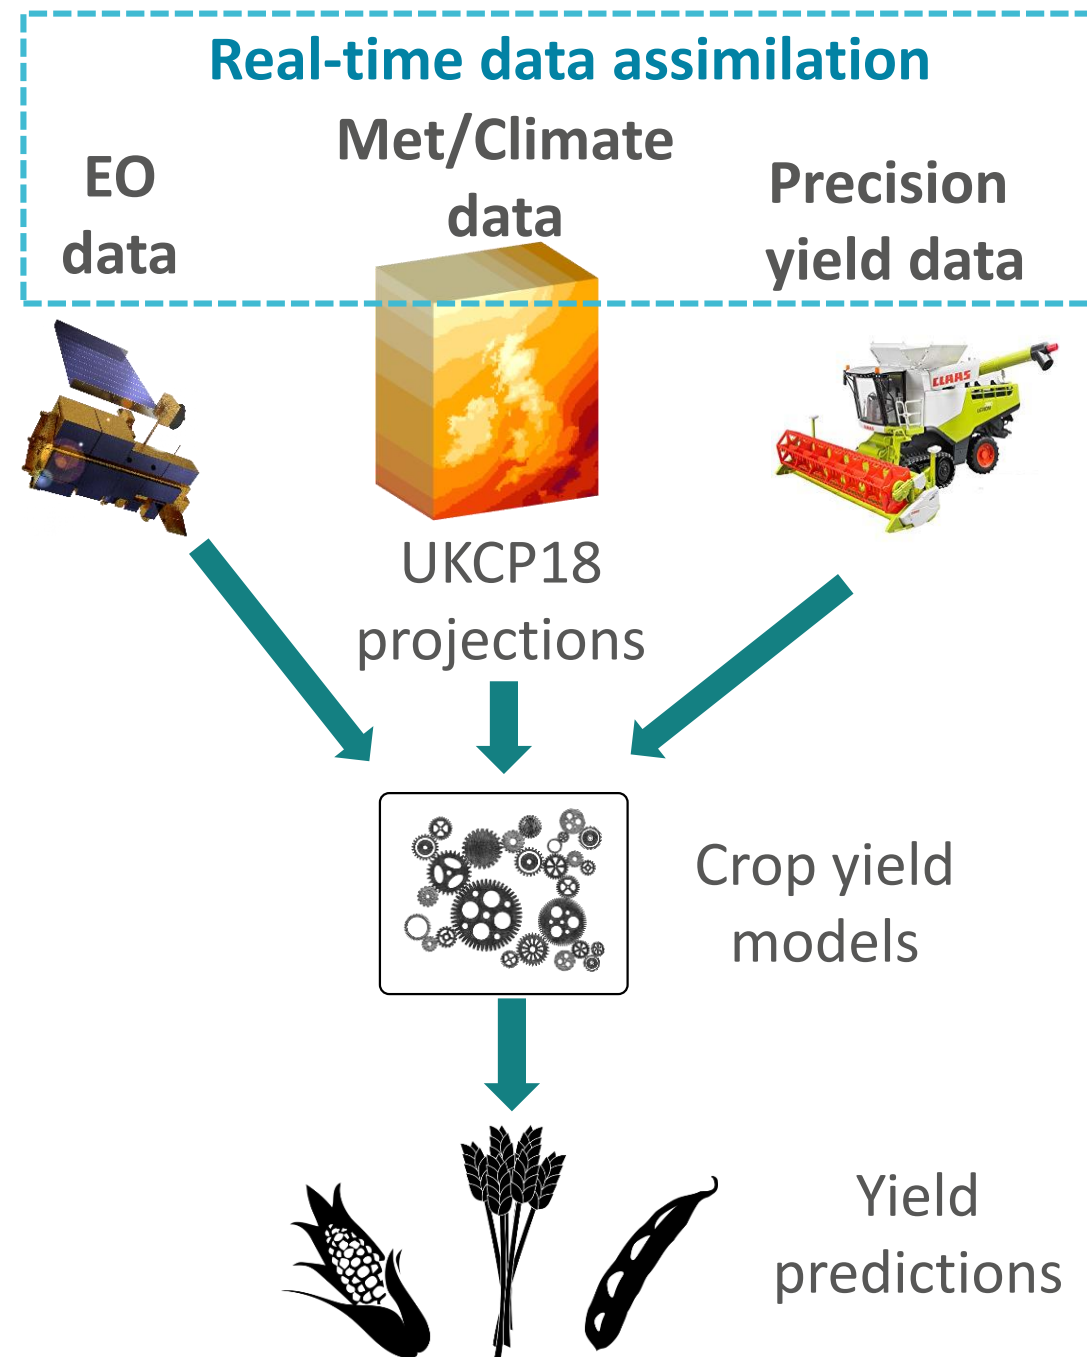 Real-time data assimilation
EO
data
Met/Climate
data
Precision
yield data
CLAAS
UKCP18
projections
Crop yield
models
Yield
predictions